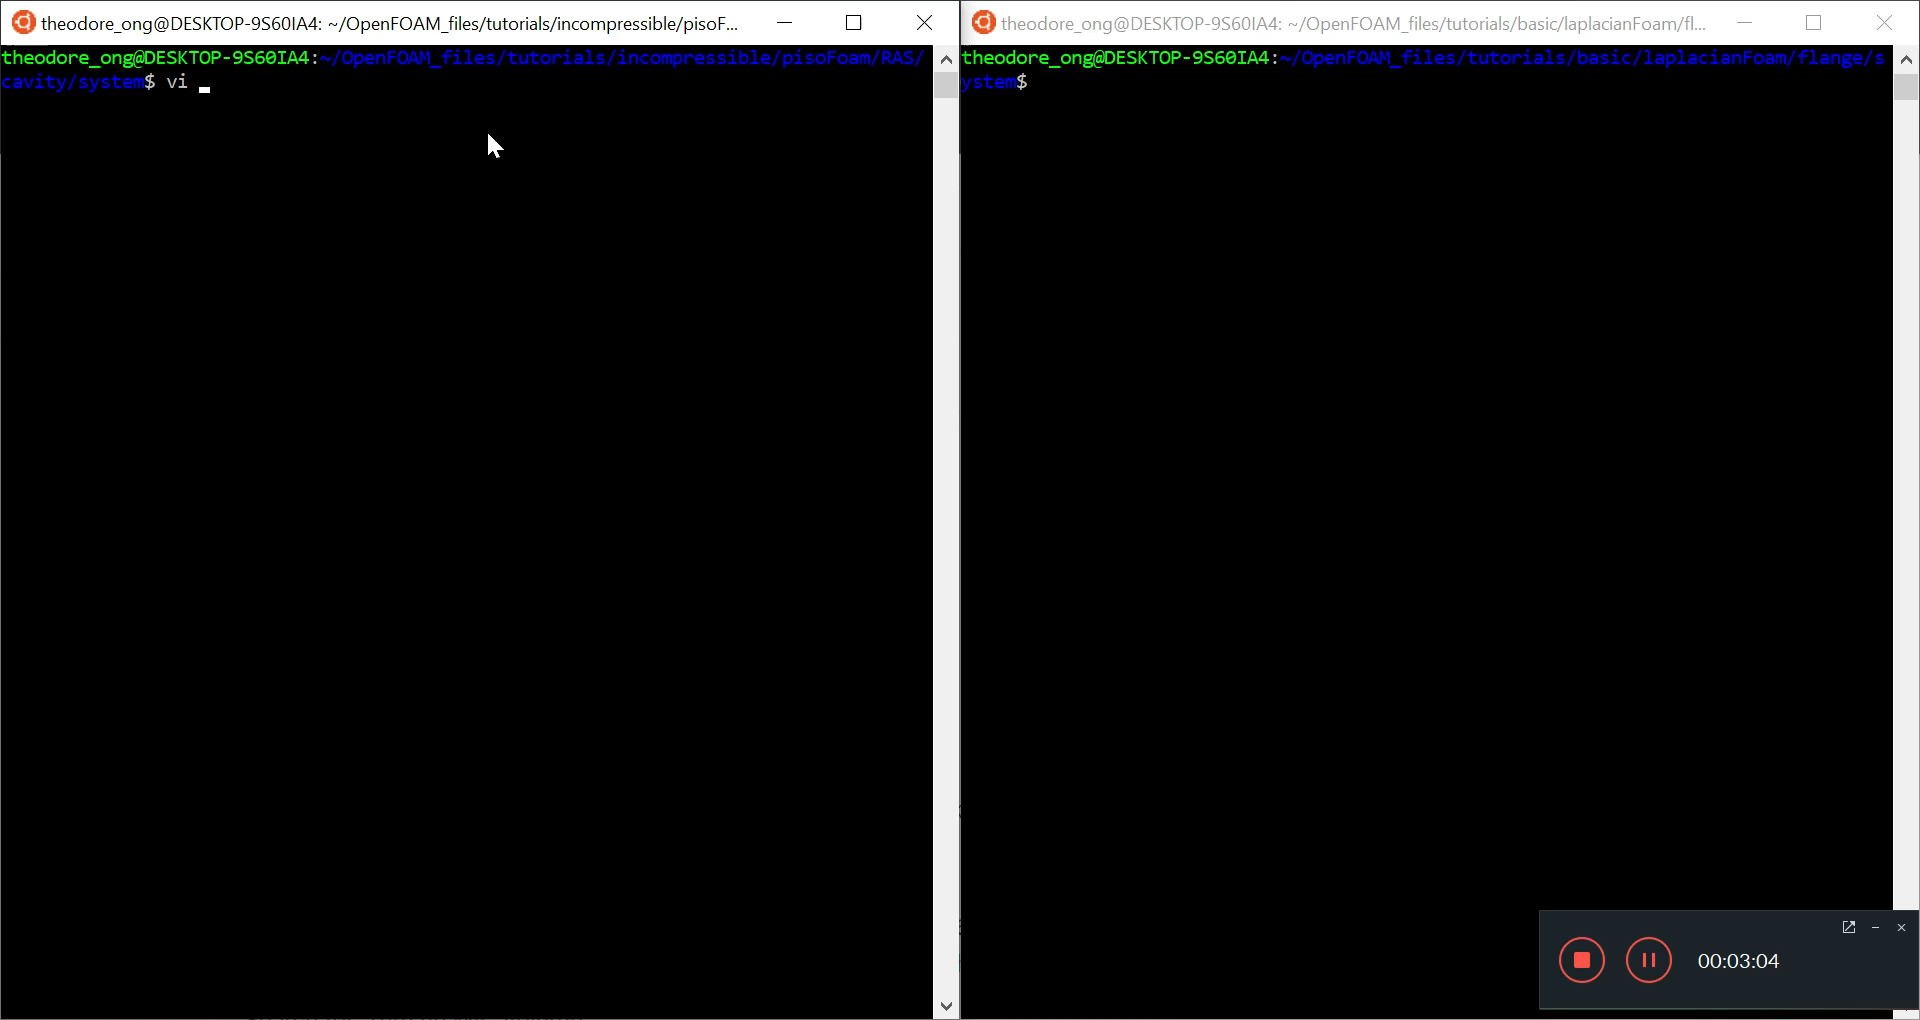 theodore_ong@DESKTOP-9S60IA4: ~/OpenFOAM_files/tutorials/incompressible/pisoF...
theodore_ong@DESKTOP-9S60IA4:~/OpenFOAM_files/tutorials/incompressible/pisoFoam/RAS/
cavity/system$ vi
theodore_ong@DESKTOP-9S60IA4: ~/OpenFOAM_files/tutorials/basic/laplacianFoam/fl...
theodore_ong@DESKTOP-9S60IA4:~/OpenFOAM_files/tutorials/basic/laplacianFoam/flange/s
ystem$
00:03:04